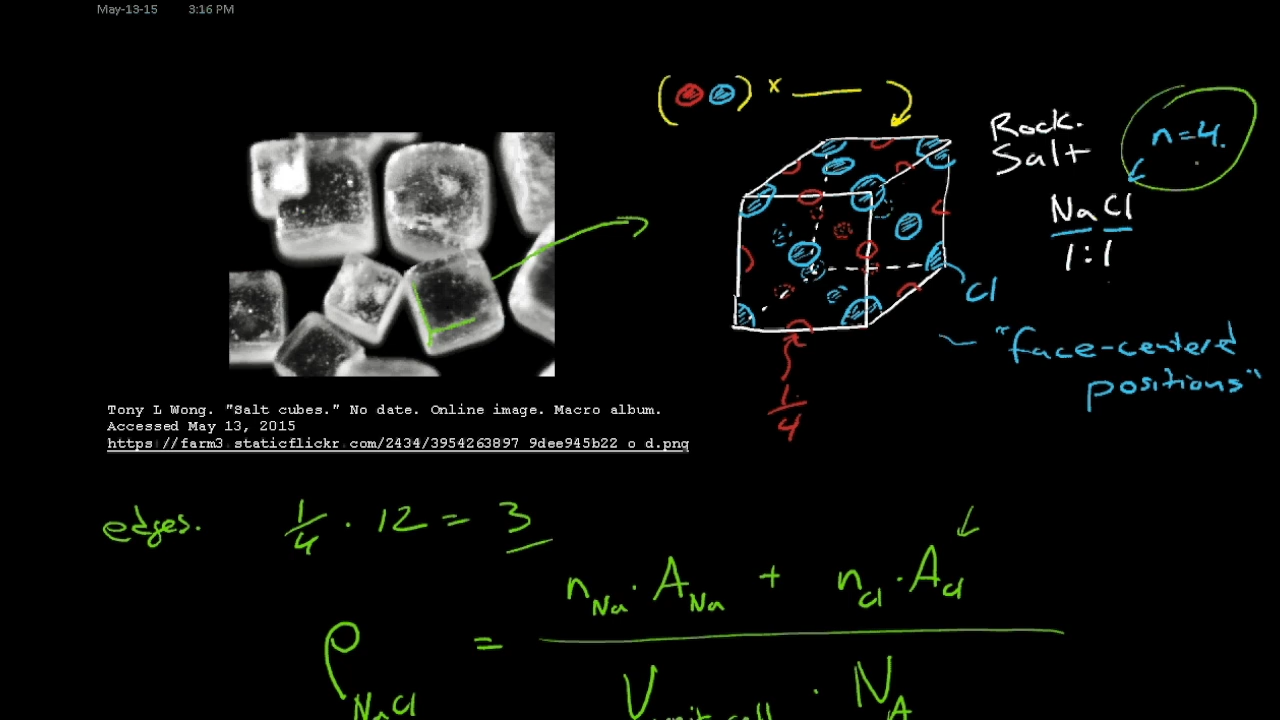 May-13-15 3:16 PM
( ) x ___
Rock
Salt
n=4.
NaCl
1:1
Cl
"face-centered
positions"
1/4
Tony L Wong. "Salt cubes." No date. Online image. Macro album.
Accessed May 13, 2015
https://farm3.staticflickr.com/2434/3954263897_9dee945b22_o_d.png
edges. 1/4 · 12 = 3
n_Na · A_Na + n_Cl · A_Cl
ρ_NaCl =
V_unit cell · N_A